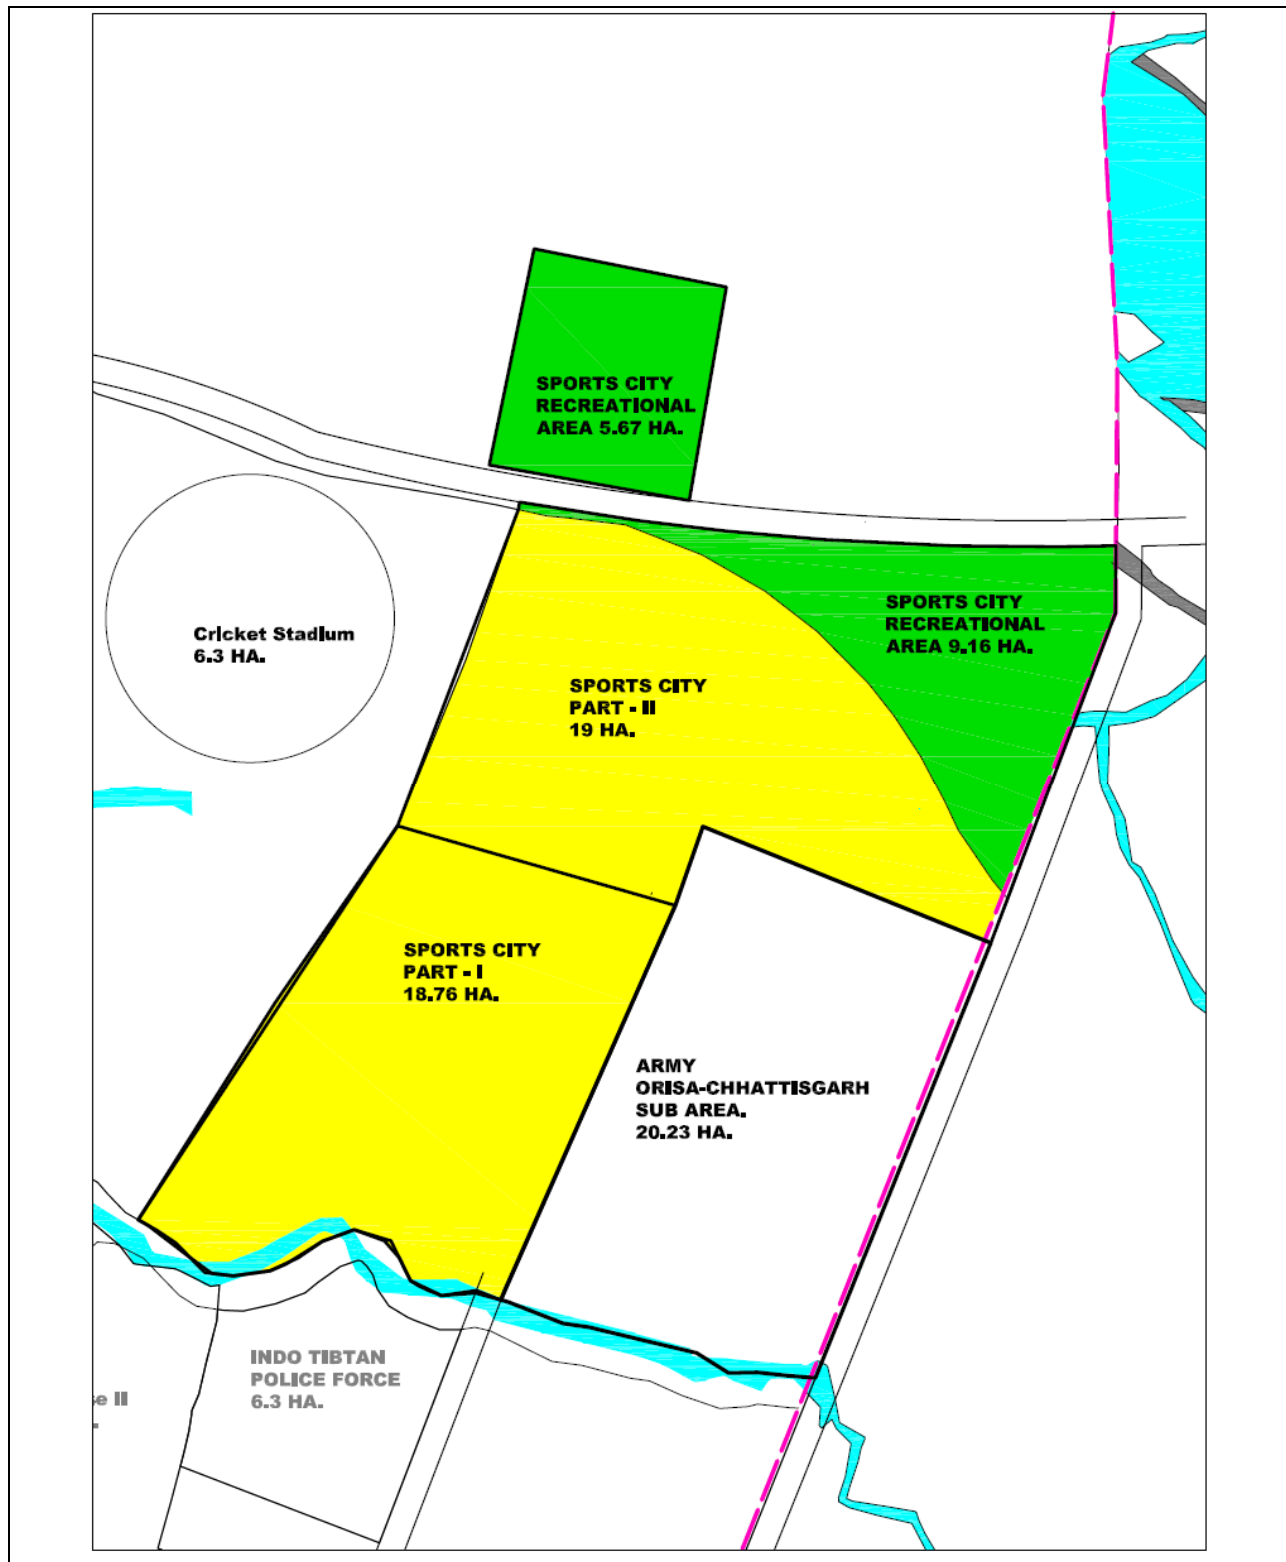 SPORTS CITY
RECREATIONAL
AREA 5.67 HA.
SPORTS CITY
RECREATIONAL
AREA 9.16 HA.
Cricket Stadium
6.3 HA.
SPORTS CITY
PART - II
19 HA.
SPORTS CITY
PART - I
18.76 HA.
ARMY
ORISA-CHHATTISGARH
SUB AREA.
20.23 HA.
INDO TIBTAN
POLICE FORCE
6.3 HA.
II